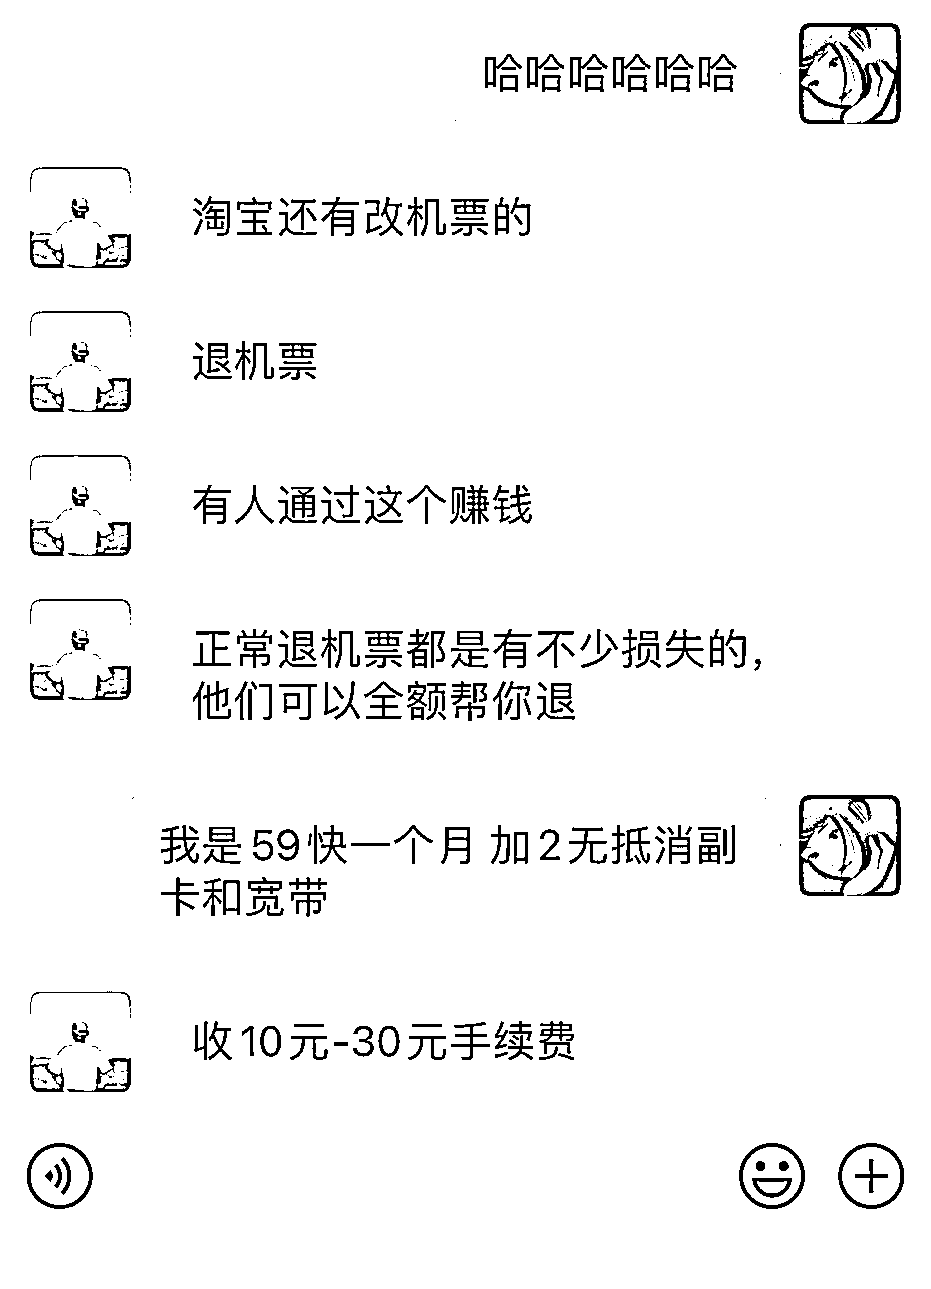 哈哈哈哈哈哈
淘宝还有改机票的
退机票
有人通过这个赚钱
正常退机票都是有不少损失的，
他们可以全额帮你退
我是59快一个月 加2无抵消副
卡和宽带
收10元-30元手续费